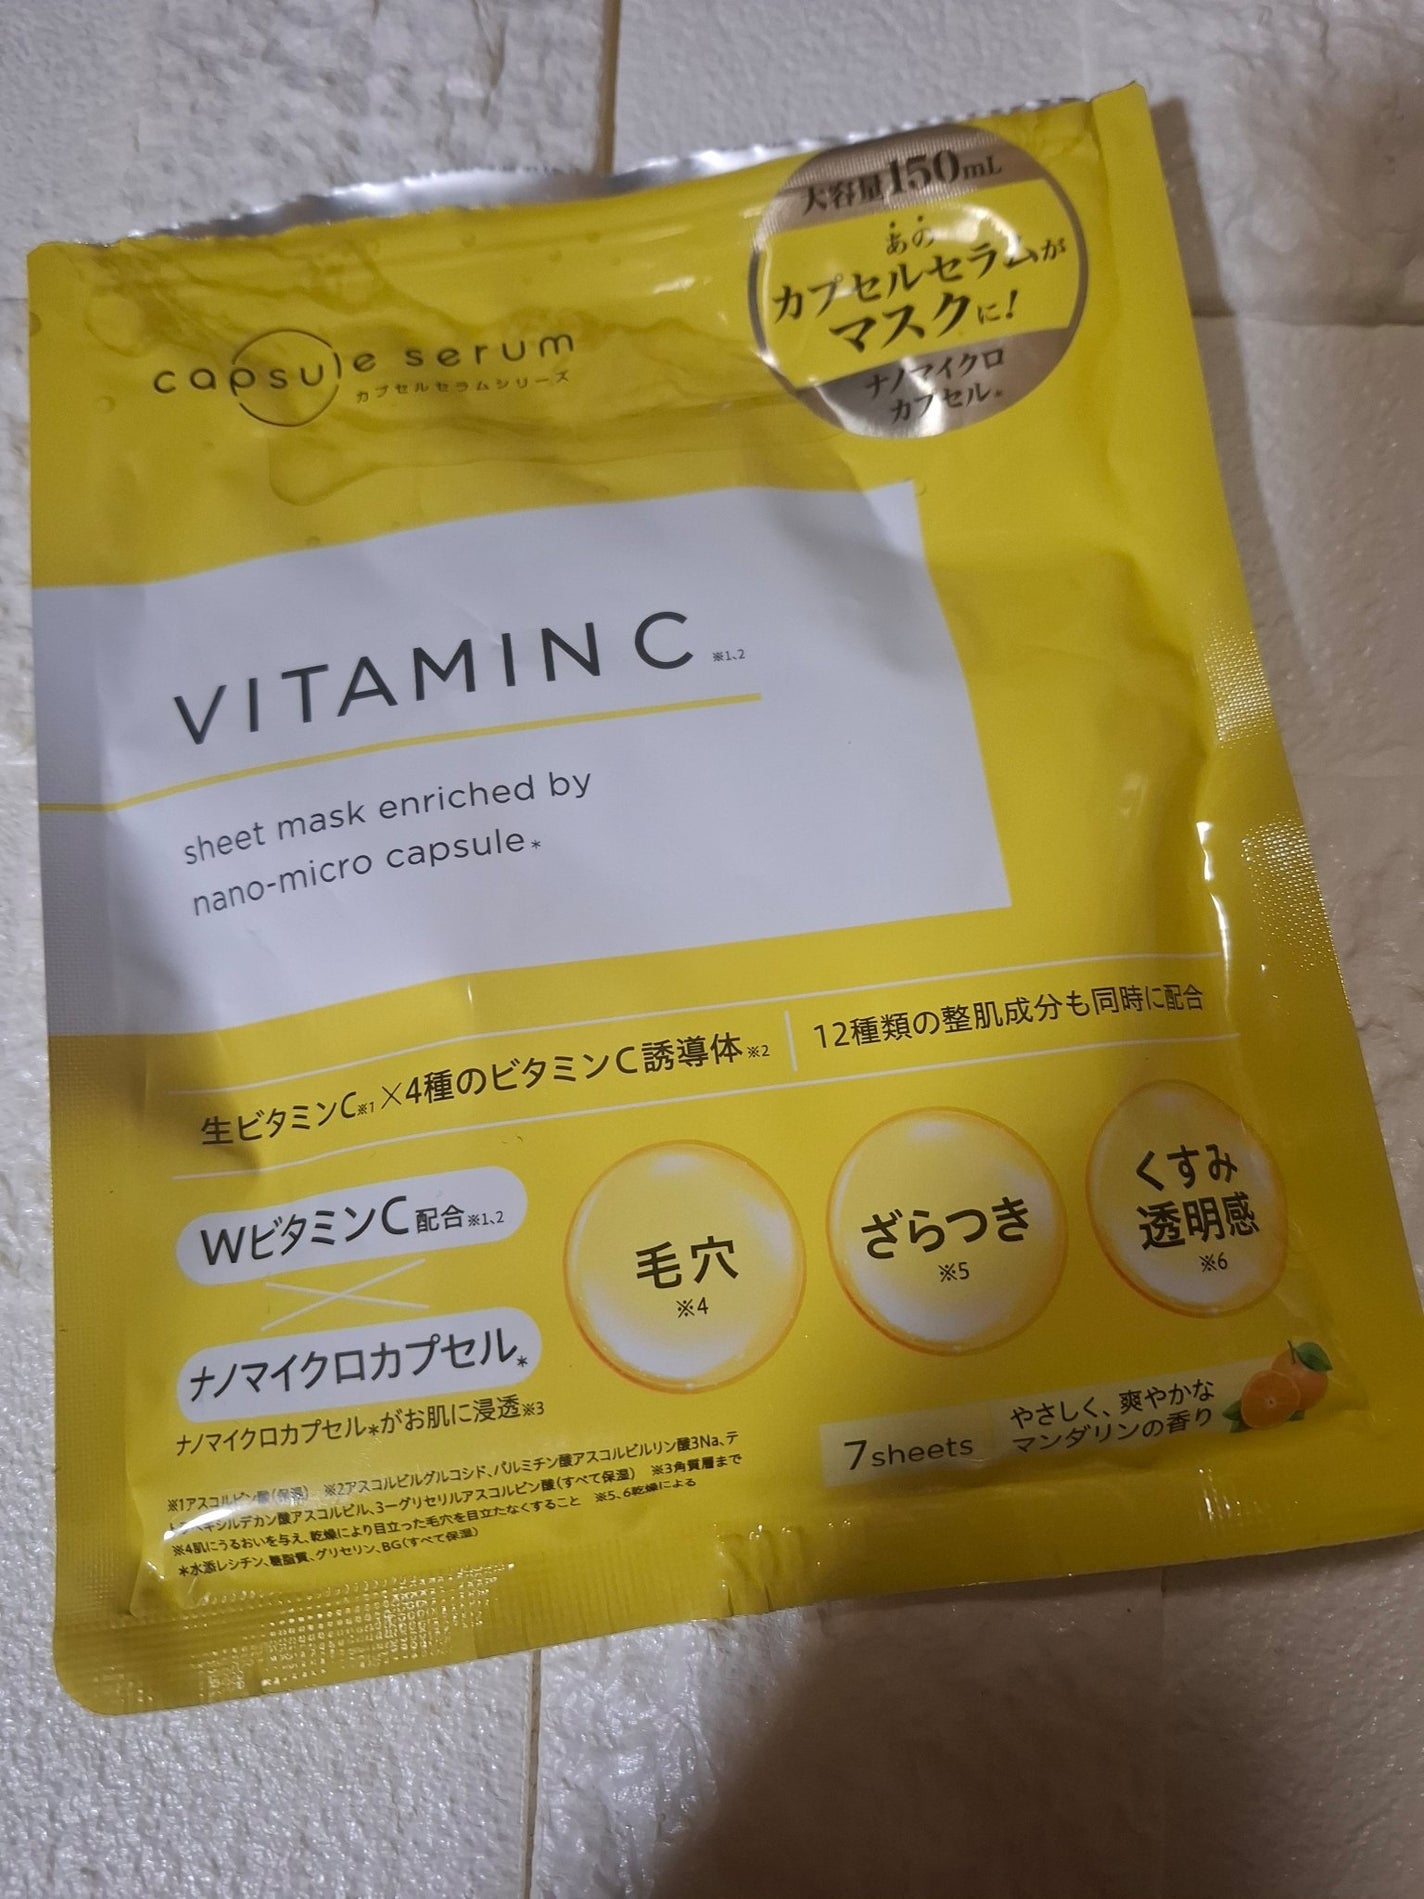 大容量150mL
あの
カプセルセラムが
マスクに!
ナノマイクロ
カプセル*
capsule serum
カプセルセラムシリーズ
VITAMIN C ※1、2
sheet mask enriched by
nano-micro capsule*
生ビタミンC※1×4種のビタミンC誘導体※2
12種類の整肌成分も同時に配合
WビタミンC配合※1、2
ナノマイクロカプセル*
ナノマイクロカプセル*がお肌に浸透※3
毛穴
※4
ざらつき
※5
くすみ
透明感
※6
7sheets
やさしく、爽やかな
マンダリンの香り
※1アスコルビン酸(保湿) ※2アスコルビルグルコシド、パルミチン酸アスコルビルリン酸3Na、テ
トラヘキシルデカン酸アスコルビル、3-グリセリルアスコルビン酸(すべて保湿) ※3角質層まで
※4肌にうるおいを与え、乾燥により目立った毛穴を目立たなくすること ※5、6乾燥による
*水添レシチン、糖脂質、グリセリン、BG(すべて保湿)